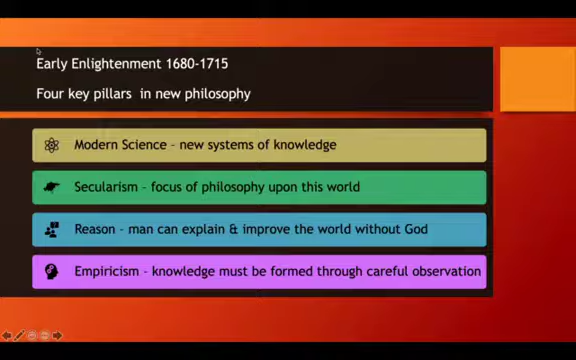 Early Enlightenment 1680-1715
Four key pillars in new philosophy
Modern Science - new systems of knowledge
Secularism - focus of philosophy upon this world
Reason - man can explain & improve the world without God
Empiricism - knowledge must be formed through careful observation